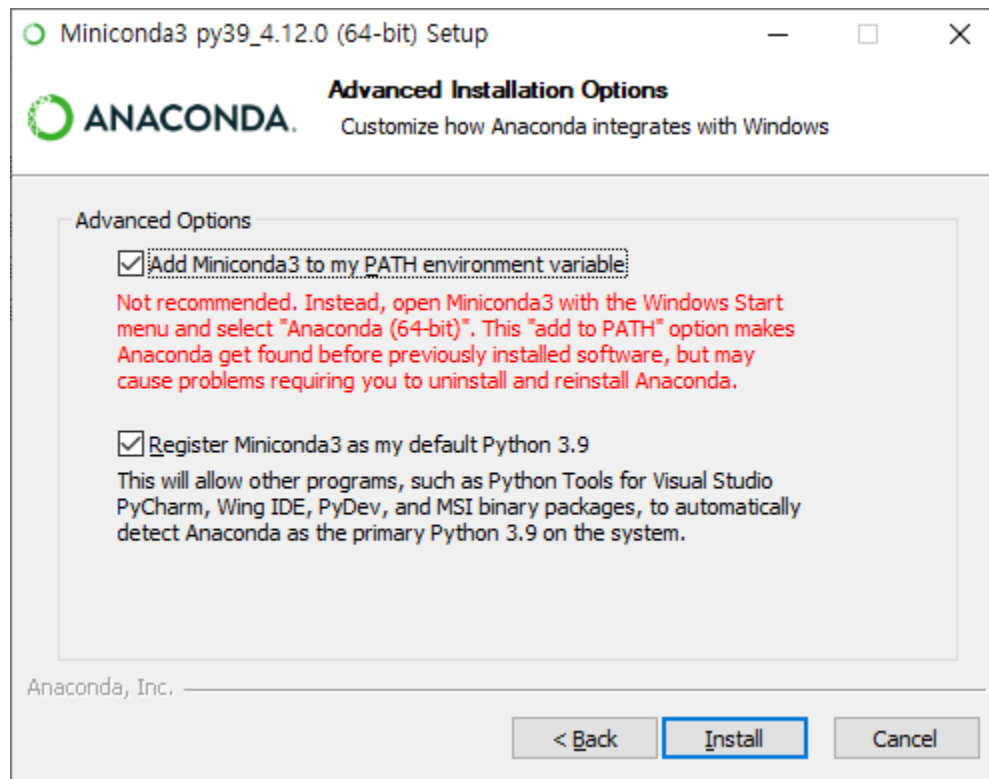 Miniconda3 py39_4.12.0 (64-bit) Setup
ANACONDA.
Advanced Installation Options
Customize how Anaconda integrates with Windows
Advanced Options
Add Miniconda3 to my PATH environment variable
Not recommended. Instead, open Miniconda3 with the Windows Start
menu and select "Anaconda (64-bit)". This "add to PATH" option makes
Anaconda get found before previously installed software, but may
cause problems requiring you to uninstall and reinstall Anaconda.
Register Miniconda3 as my default Python 3.9
This will allow other programs, such as Python Tools for Visual Studio
PyCharm, Wing IDE, PyDev, and MSI binary packages, to automatically
detect Anaconda as the primary Python 3.9 on the system.
Anaconda, Inc.
< Back
Install
Cancel